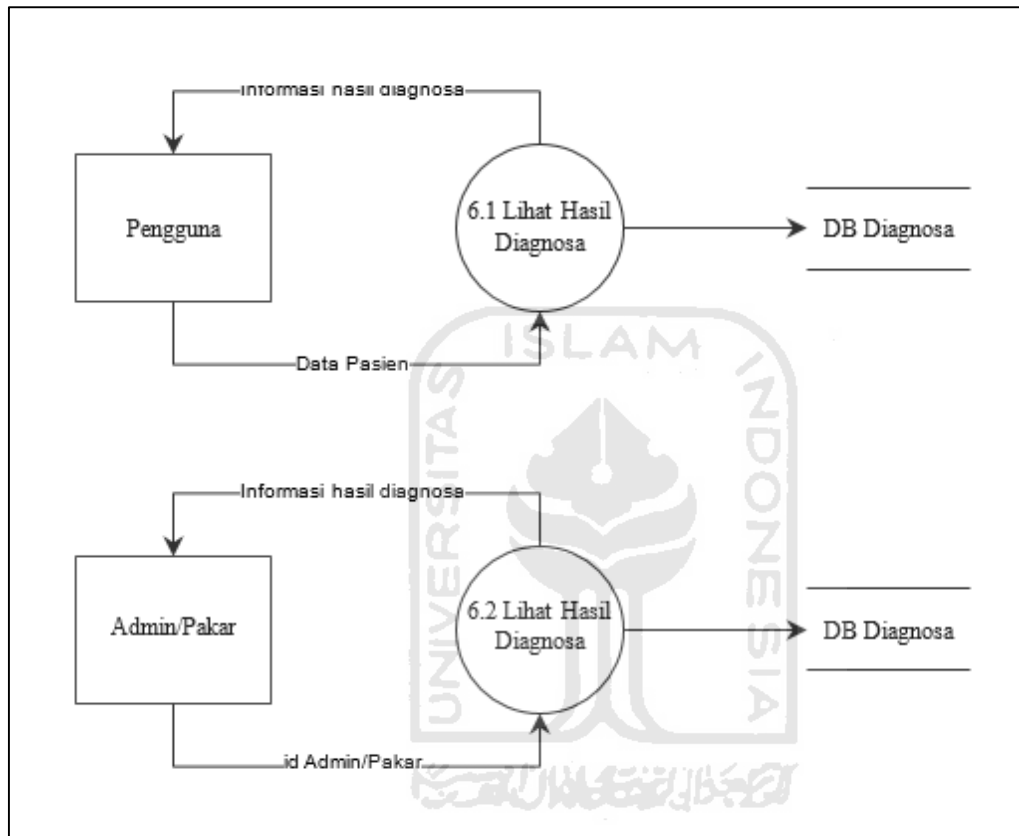 Informasi hasil diagnosa
Pengguna
6.1 Lihat Hasil
Diagnosa
DB Diagnosa
Data Pasien
ISLAM
UNIVERSITAS
INDONESIA
Informasi hasil diagnosa
Admin/Pakar
6.2 Lihat Hasil
Diagnosa
DB Diagnosa
id Admin/Pakar